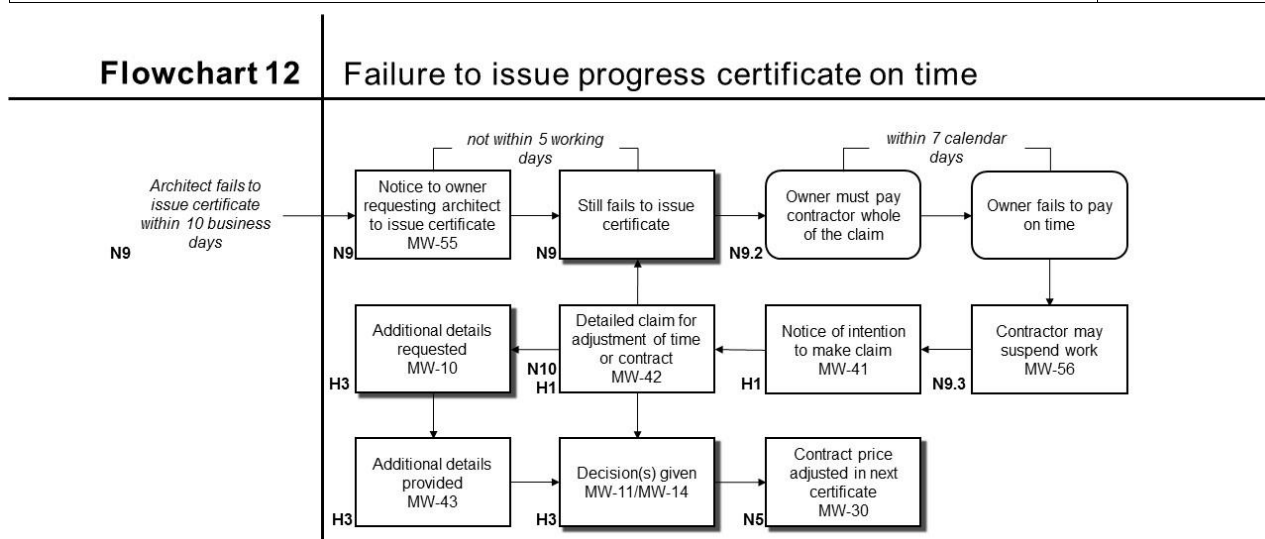 Flowchart 12
Failure to issue progress certificate on time
not within 5 working
days
within 7 calendar
days
Architect fails to
issue certificate
within 10 business
days
N9
Notice to owner
requesting architect
to issue certificate
MW-55
N9
Still fails to issue
certificate
N9
Owner must pay
contractor whole
of the claim
N9.2
Owner fails to pay
on time
Additional details
requested
MW-10
H3
Detailed claim for
adjustment of time
or contract
MW-42
N10
H1
Notice of intention
to make claim
MW-41
H1
Contractor may
suspend work
MW-56
N9.3
Additional details
provided
MW-43
H3
Decision(s) given
MW-11/MW-14
H3
Contract price
adjusted in next
certificate
MW-30
N5